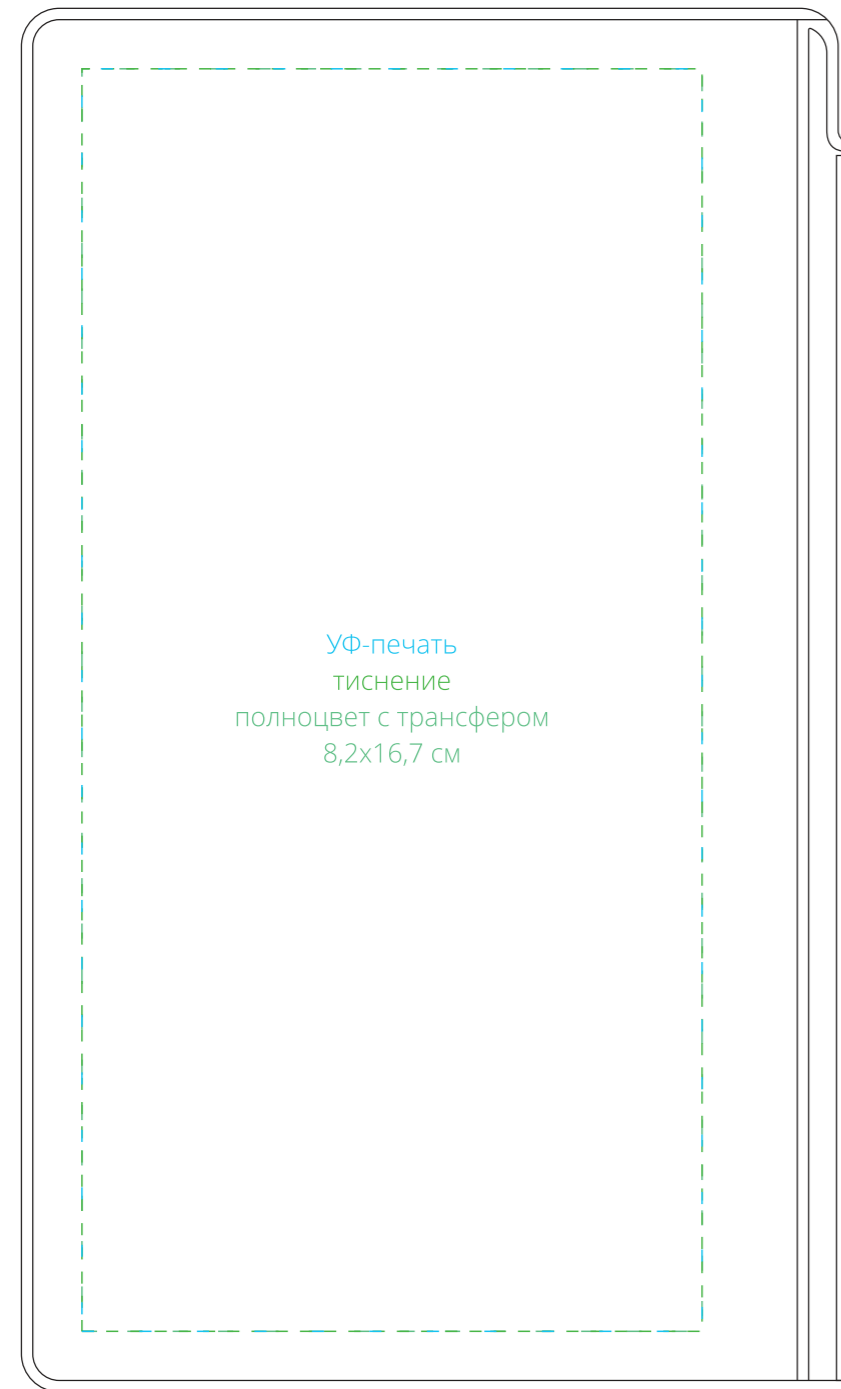 УФ-печать
тиснение
полноцвет с трансфером
8,2х16,7 см